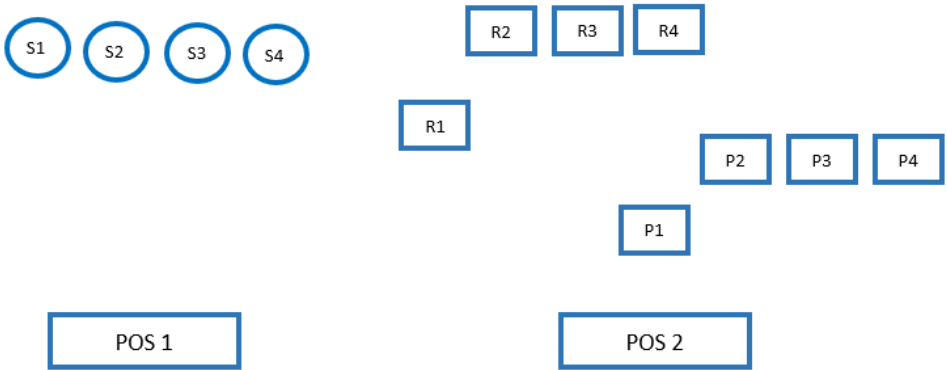 S1 S2 S3 S4
R2 R3 R4
R1
P2 P3 P4
P1
POS 1 POS 2